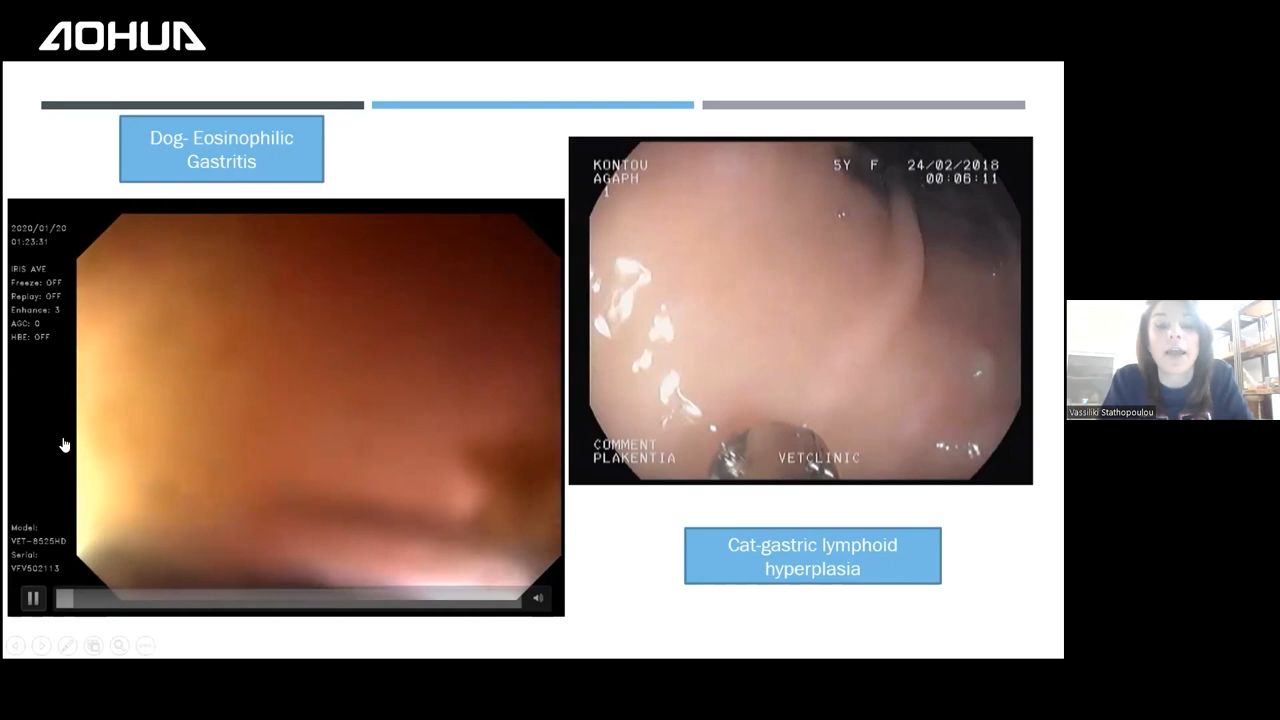 AOHUA
Dog- Eosinophilic
Gastritis
2020/01/20
01:23:31
IRIS AVE
Freeze: OFF
Replay: OFF
Enhance: 3
AGC: 0
HBE: OFF
Model:
VET-8525HD
Serial:
VFV502113
KONTOU 5Y F 24/02/2018
AGAPH 00:06:11
1
COMMENT
PLAKENTIA VETCLINIC
Cat-gastric lymphoid
hyperplasia
Vassiliki Stathopoulou